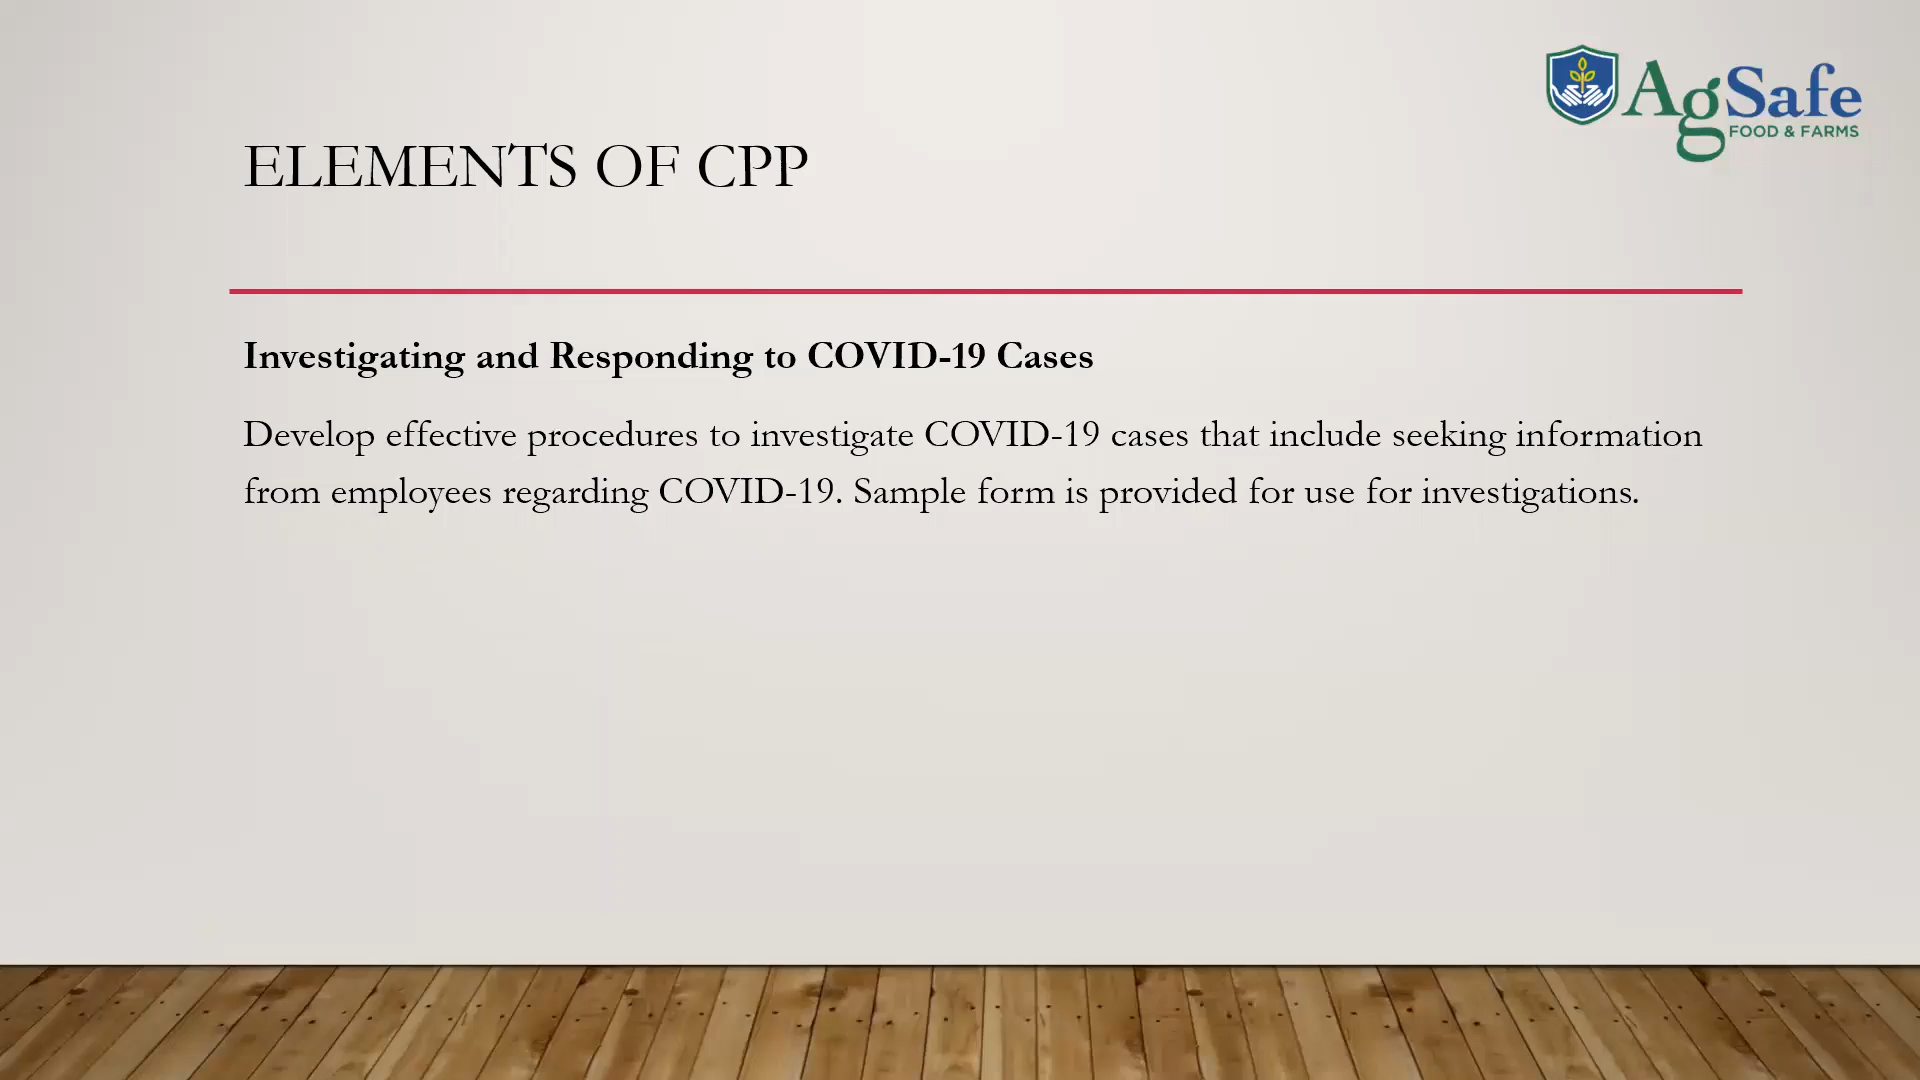 AgSafe
FOOD & FARMS
ELEMENTS OF CPP
Investigating and Responding to COVID-19 Cases
Develop effective procedures to investigate COVID-19 cases that include seeking information
from employees regarding COVID-19. Sample form is provided for use for investigations.